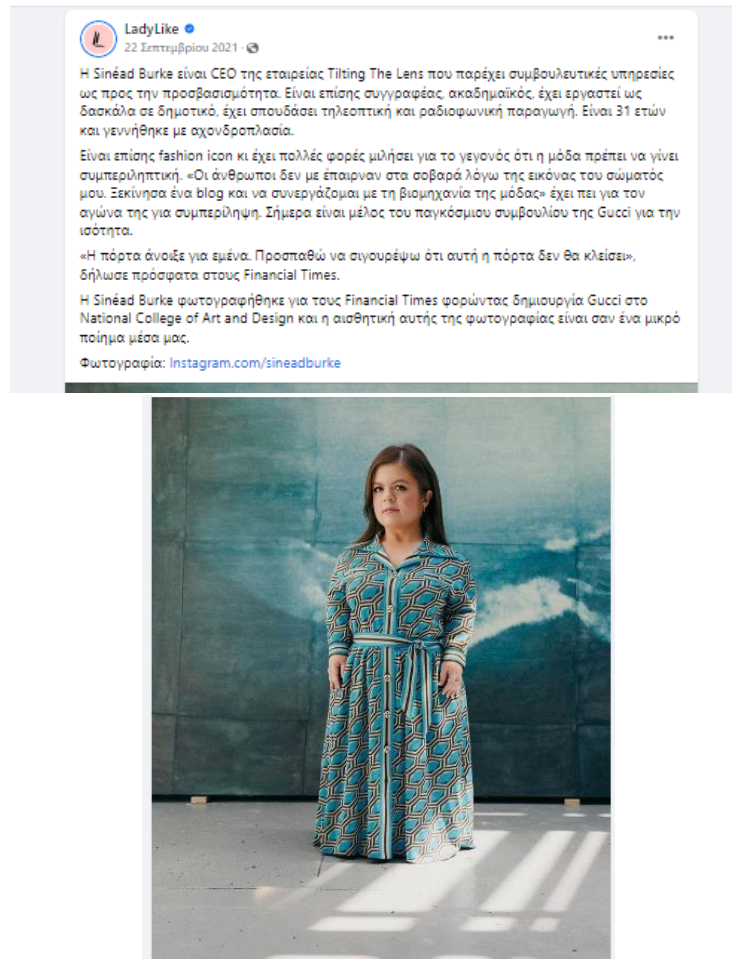 LadyLike
22 Σεπτεμβρίου 2021 ·
Η Sinéad Burke είναι CEO της εταιρείας Tilting The Lens που παρέχει συμβουλευτικές υπηρεσίες
ως προς την προσβασιμότητα. Είναι επίσης συγγραφέας, ακαδημαϊκός, έχει εργαστεί ως
δασκάλα σε δημοτικό, έχει σπουδάσει τηλεοπτική και ραδιοφωνική παραγωγή. Είναι 31 ετών
και γεννήθηκε με αχονδροπλασία.
Είναι επίσης fashion icon κι έχει πολλές φορές μιλήσει για το γεγονός ότι η μόδα πρέπει να γίνει
συμπεριληπτική. «Οι άνθρωποι δεν με έπαιρναν στα σοβαρά λόγω της εικόνας του σώματός
μου. Ξεκίνησα ένα blog και να συνεργάζομαι με τη βιομηχανία της μόδας» έχει πει για τον
αγώνα της για συμπερίληψη. Σήμερα είναι μέλος του παγκόσμιου συμβουλίου της Gucci για την
ισότητα.
«Η πόρτα άνοιξε για εμένα. Προσπαθώ να σιγουρέψω ότι αυτή η πόρτα δεν θα κλείσει»,
δήλωσε πρόσφατα στους Financial Times.
Η Sinéad Burke φωτογραφήθηκε για τους Financial Times φορώντας δημιουργία Gucci στο
National College of Art and Design και η αισθητική αυτής της φωτογραφίας είναι σαν ένα μικρό
ποίημα μέσα μας.
Φωτογραφία: Instagram.com/sineadburke